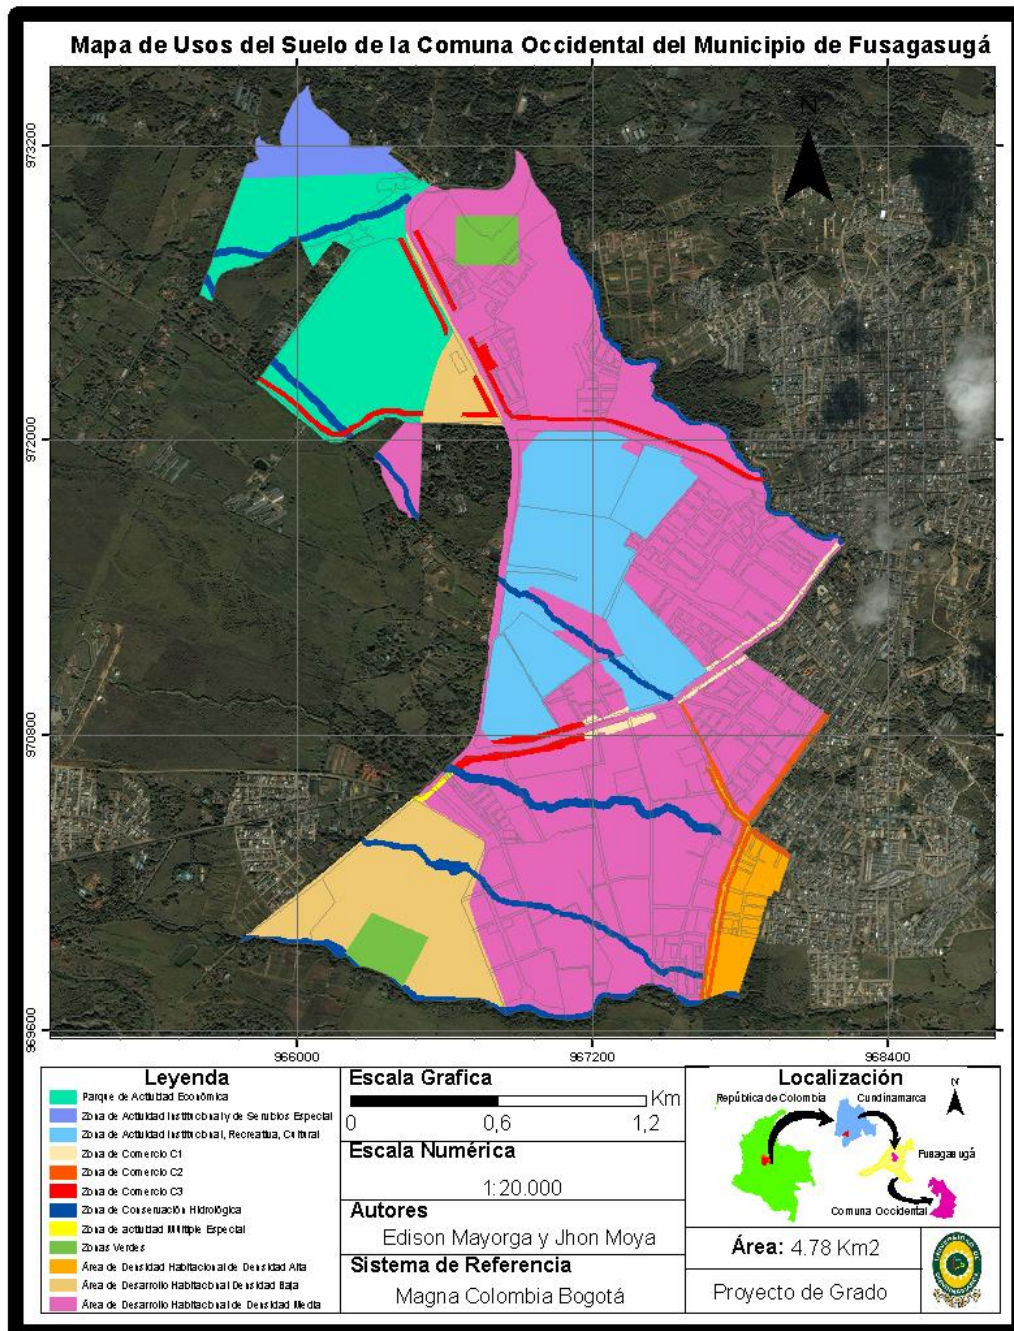 Mapa de Usos del Suelo de la Comuna Occidental del Municipio de Fusagasugá
N
973200
972000
970800
969600
966000
967200
968400
Leyenda
Parque de Actividad Económica
Zona de Actividad Institucional y de Servicios Especial
Zona de Actividad Institucional, Recreativa, Cultural
Zona de Comercio C1
Zona de Comercio C2
Zona de Comercio C3
Zona de Conservación Hidrológica
Zona de actividad Múltiple Especial
Zonas Verdes
Área de Densidad Habitacional de Densidad Alta
Área de Desarrollo Habitacional Densidad Baja
Área de Desarrollo Habitacional de Densidad Media
Escala Grafica
Km
0 0,6 1,2
Escala Numérica
1:20.000
Autores
Edison Mayorga y Jhon Moya
Sistema de Referencia
Magna Colombia Bogotá
Localización
N
República de Colombia
Cundinamarca
Fusagasugá
Comuna Occidental
Área: 4.78 Km2
Proyecto de Grado
UNIVERSIDAD DE
CUNDINAMARCA